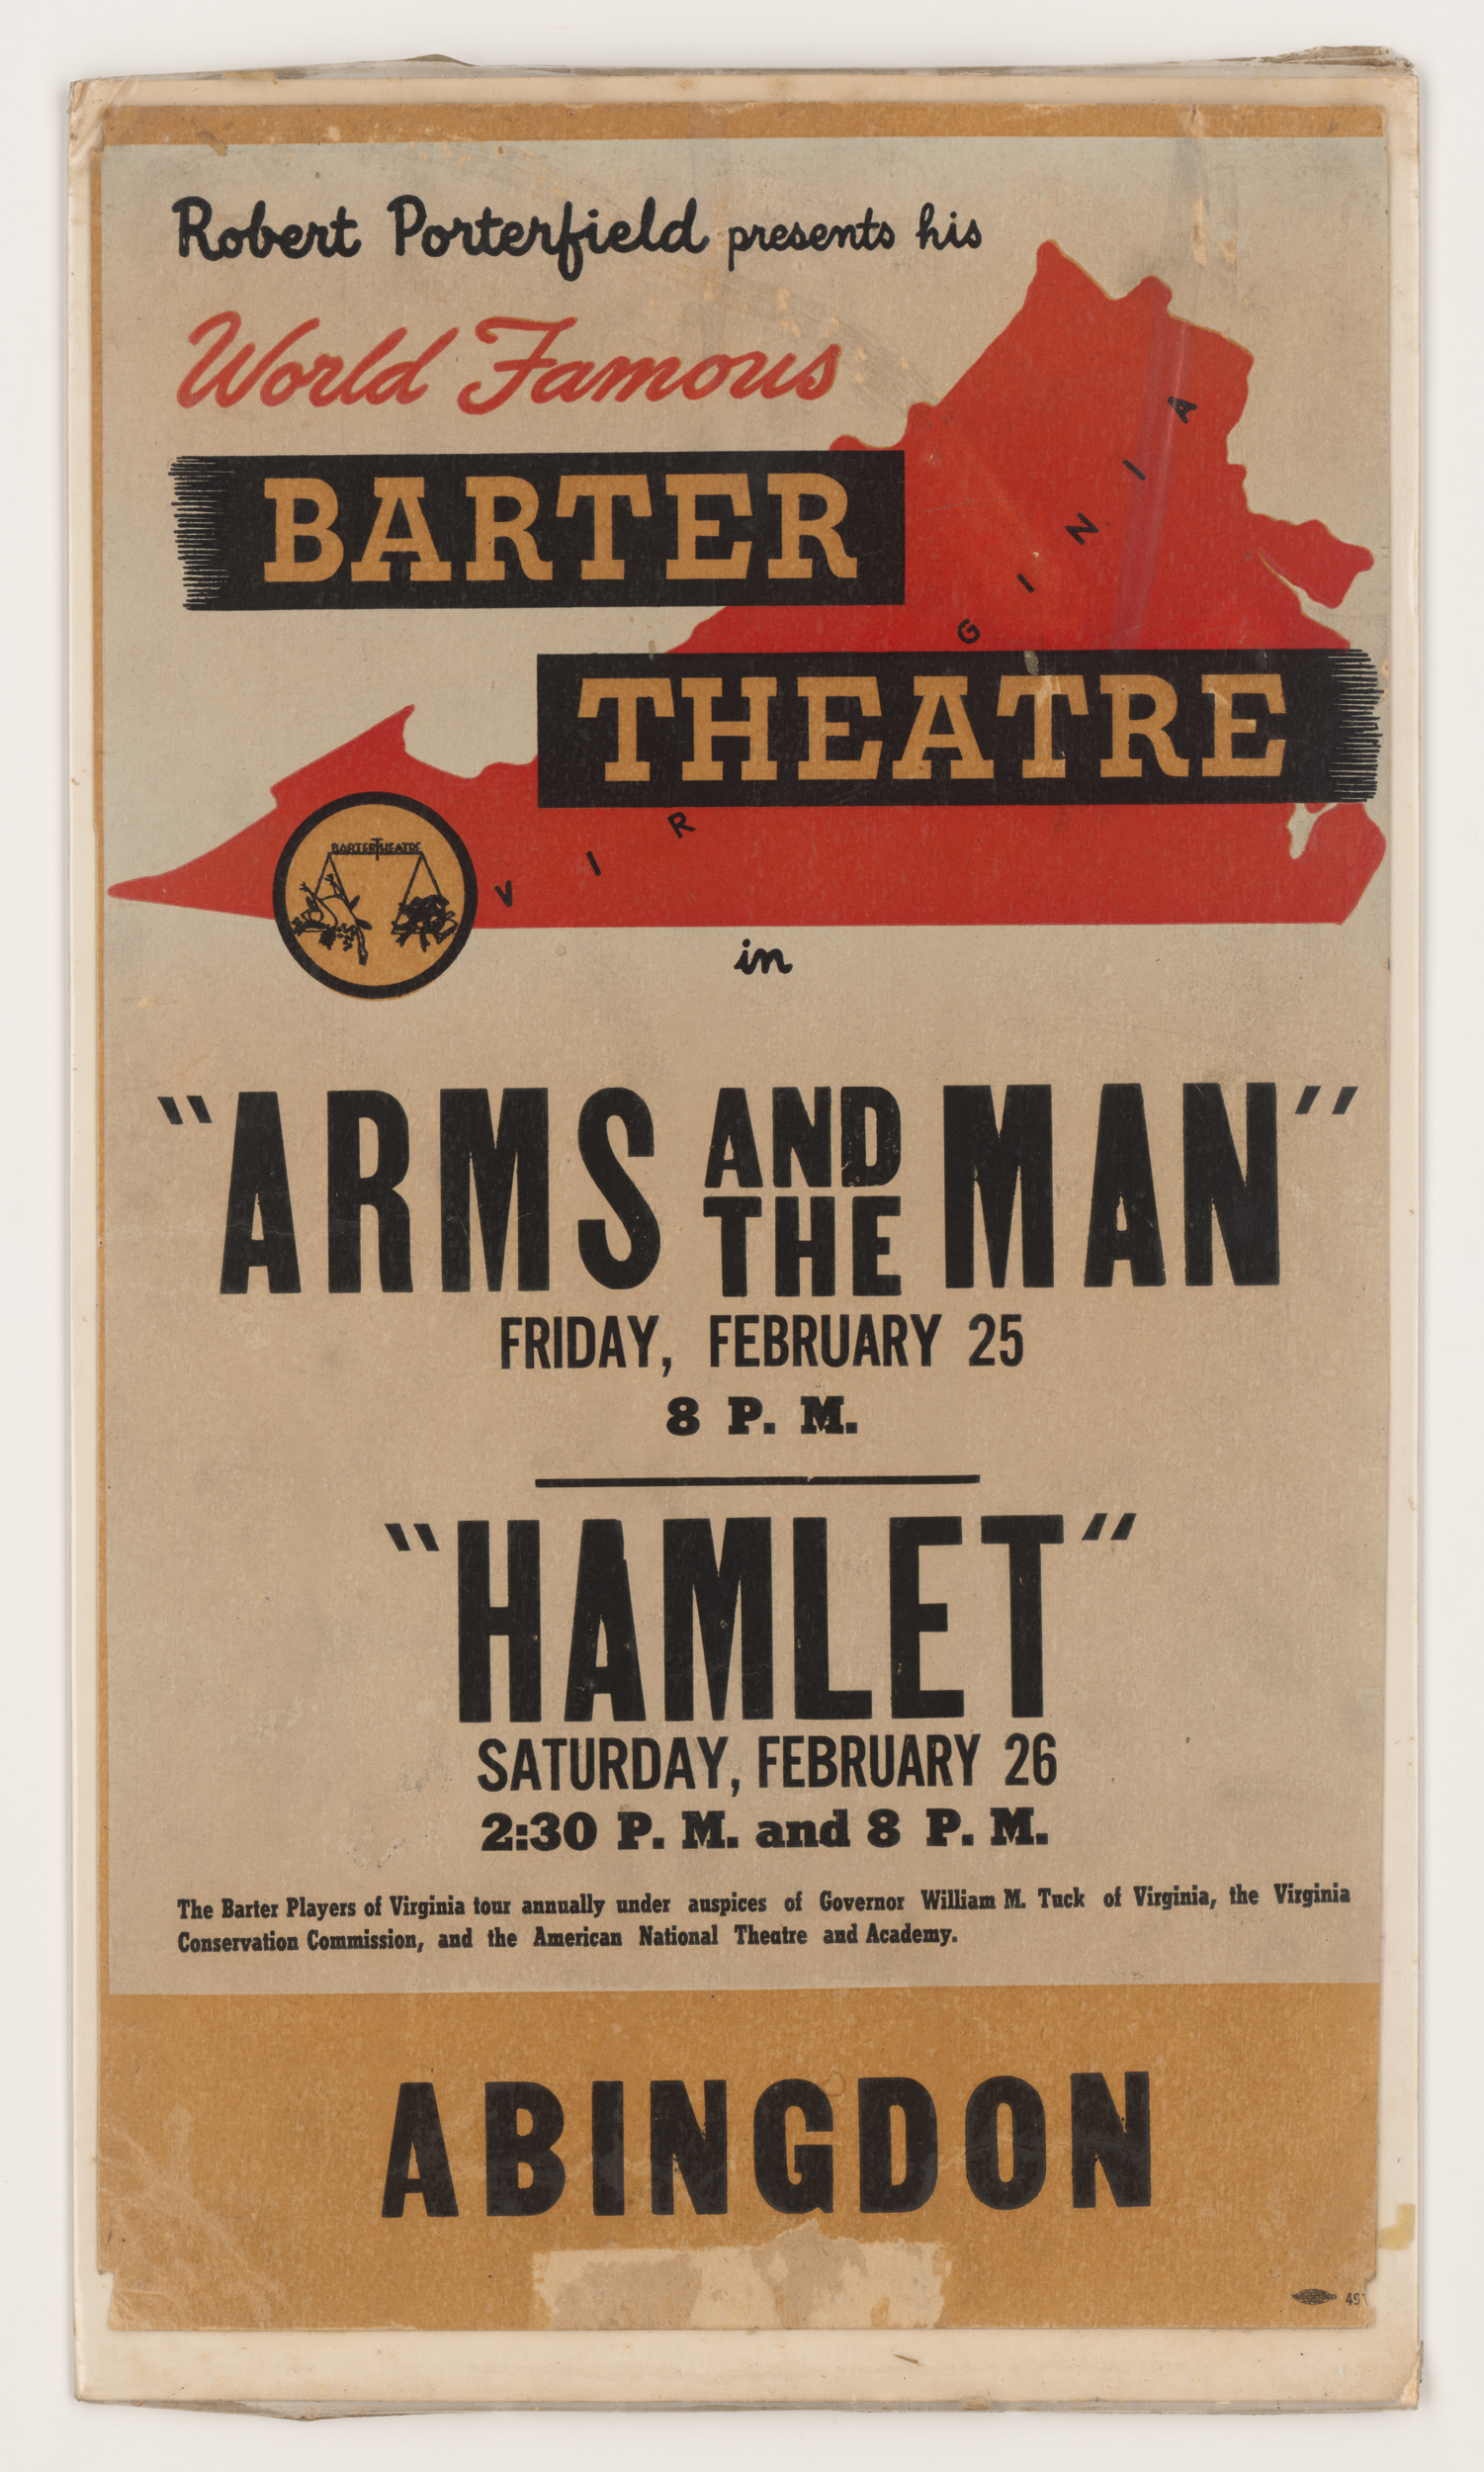 Robert Porterfield presents his
World Famous
BARTER
THEATRE
VIRGINIA
BARTER THEATRE
in
"ARMS AND THE MAN"
FRIDAY, FEBRUARY 25
8 P. M.
"HAMLET"
SATURDAY, FEBRUARY 26
2:30 P. M. and 8 P. M.
The Barter Players of Virginia tour annually under auspices of Governor William M. Tuck of Virginia, the Virginia
Conservation Commission, and the American National Theatre and Academy.
ABINGDON
49